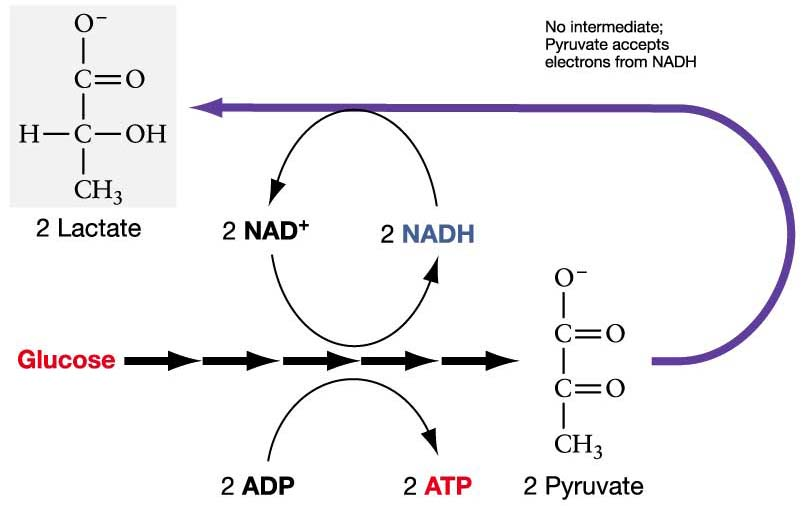 O⁻
C=O
H—C—OH
CH₃
2 Lactate
No intermediate;
Pyruvate accepts
electrons from NADH
2 NAD⁺
2 NADH
Glucose
O⁻
C=O
C=O
CH₃
2 ADP
2 ATP
2 Pyruvate